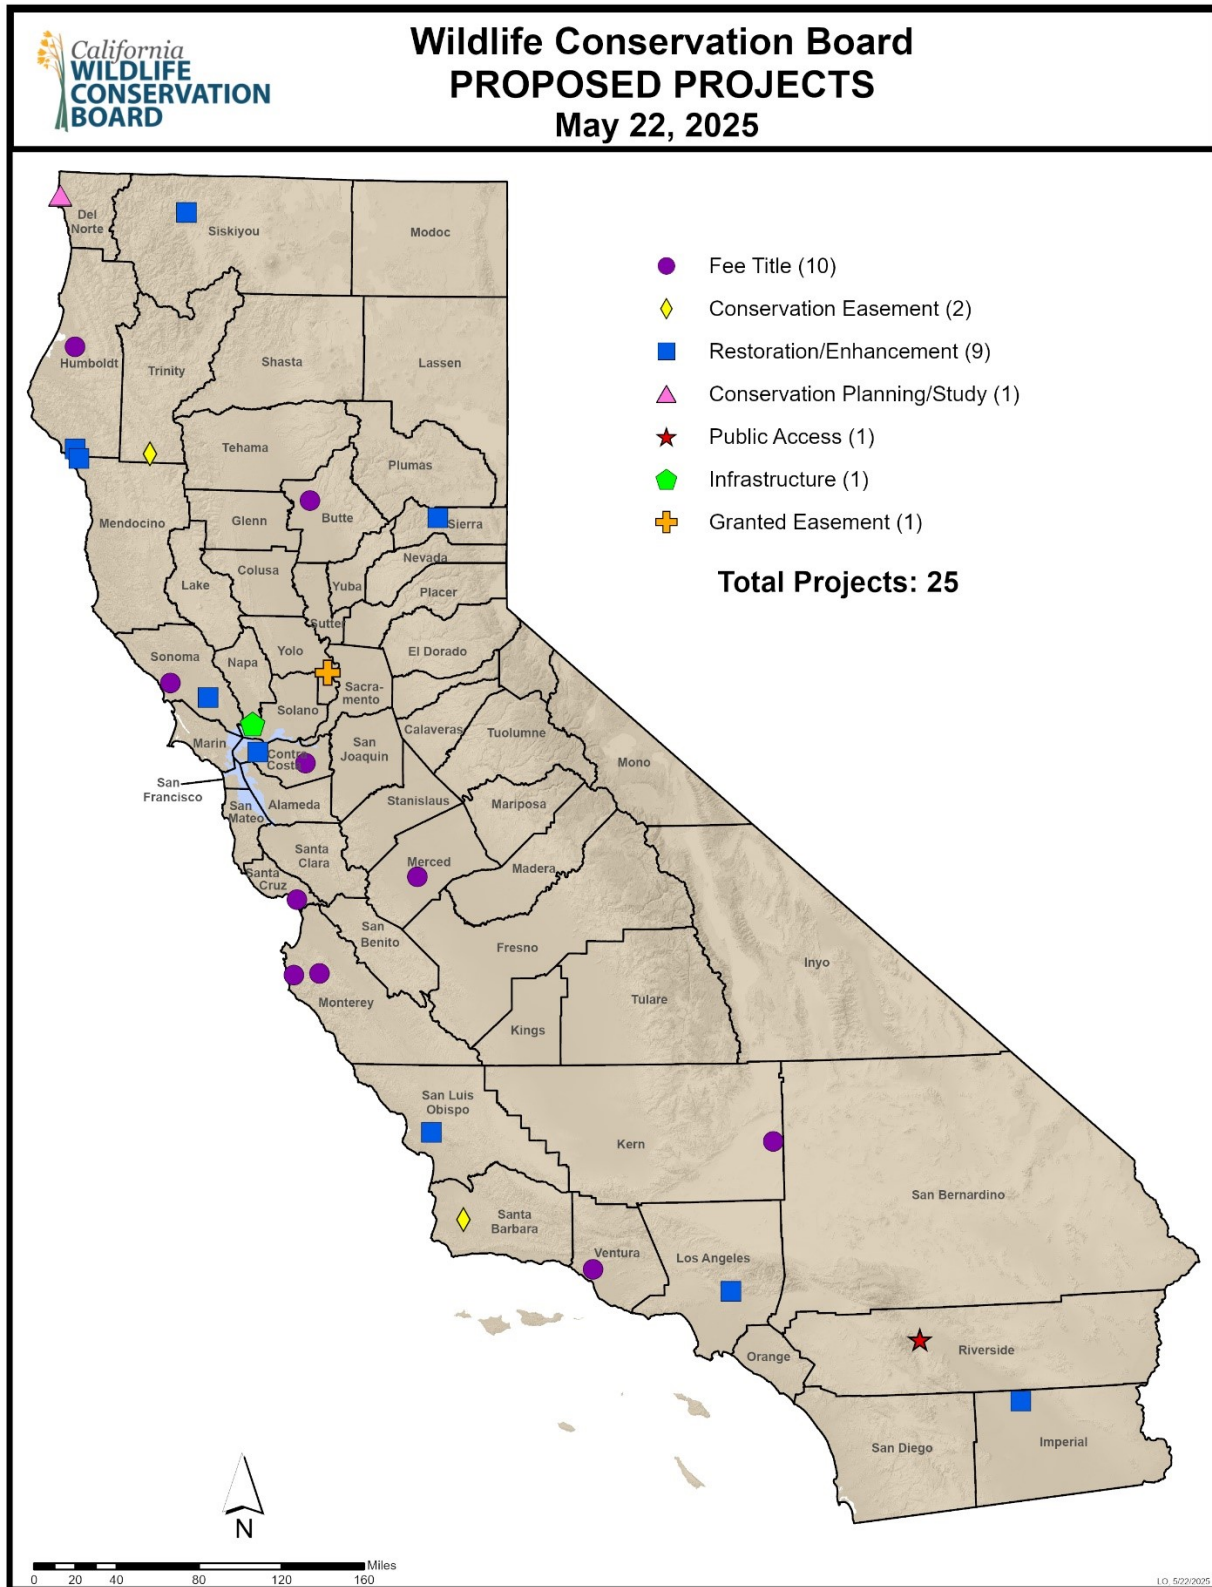 California
WILDLIFE
CONSERVATION
BOARD
Wildlife Conservation Board
PROPOSED PROJECTS
May 22, 2025
Fee Title (10)
Conservation Easement (2)
Restoration/Enhancement (9)
Conservation Planning/Study (1)
Public Access (1)
Infrastructure (1)
Granted Easement (1)
Total Projects: 25
Del
Norte
Siskiyou
Modoc
Humboldt
Trinity
Shasta
Lassen
Tehama
Plumas
Mendocino
Glenn
Butte
Sierra
Lake
Colusa
Yuba
Nevada
Placer
Sutter
Sonoma
Napa
Yolo
El Dorado
Sacra-
mento
Solano
Marin
Contra
Costa
San
Joaquin
Calaveras
Tuolumne
Mono
San
Francisco
San
Mateo
Alameda
Stanislaus
Mariposa
Santa
Clara
Santa
Cruz
Merced
Madera
San
Benito
Fresno
Inyo
Monterey
Kings
Tulare
San Luis
Obispo
Kern
San Bernardino
Santa
Barbara
Ventura
Los Angeles
Orange
Riverside
San Diego
Imperial
N
Miles
0 20 40 80 120 160
LO_5/22/2025